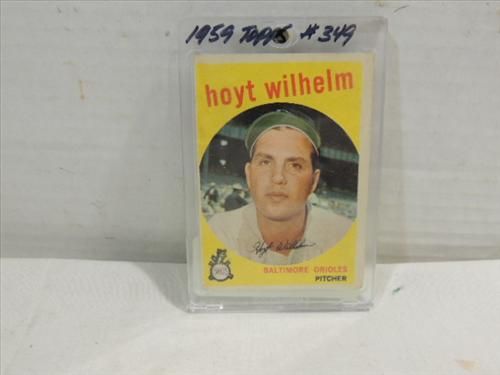 1959 Topps # 349
hoyt wilhelm
Hoyt Wilhelm
BALTIMORE ORIOLES
PITCHER